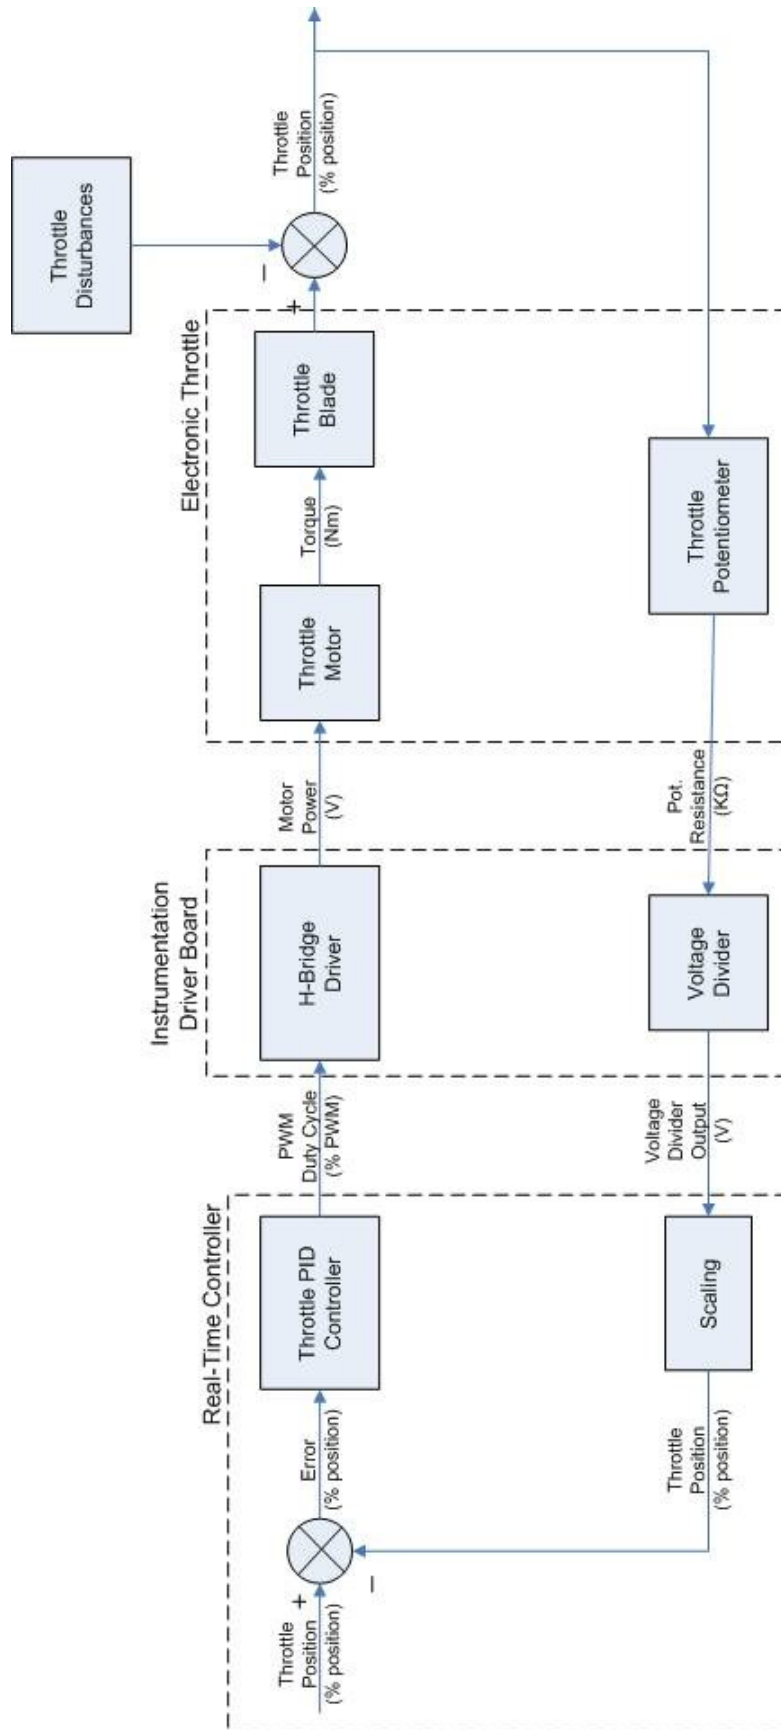 Throttle
Disturbances
Real-Time Controller
Instrumentation
Driver Board
Electronic Throttle
Throttle
Position
(% position)
+
−
Error
(% position)
Throttle PID
Controller
PWM
Duty Cycle
(% PWM)
H-Bridge
Driver
Motor
Power
(V)
Throttle
Motor
Torque
(Nm)
Throttle
Blade
+
−
Throttle
Position
(% position)
Throttle
Position
(% position)
Scaling
Voltage
Divider
Output
(V)
Voltage
Divider
Pot.
Resistance
(KΩ)
Throttle
Potentiometer